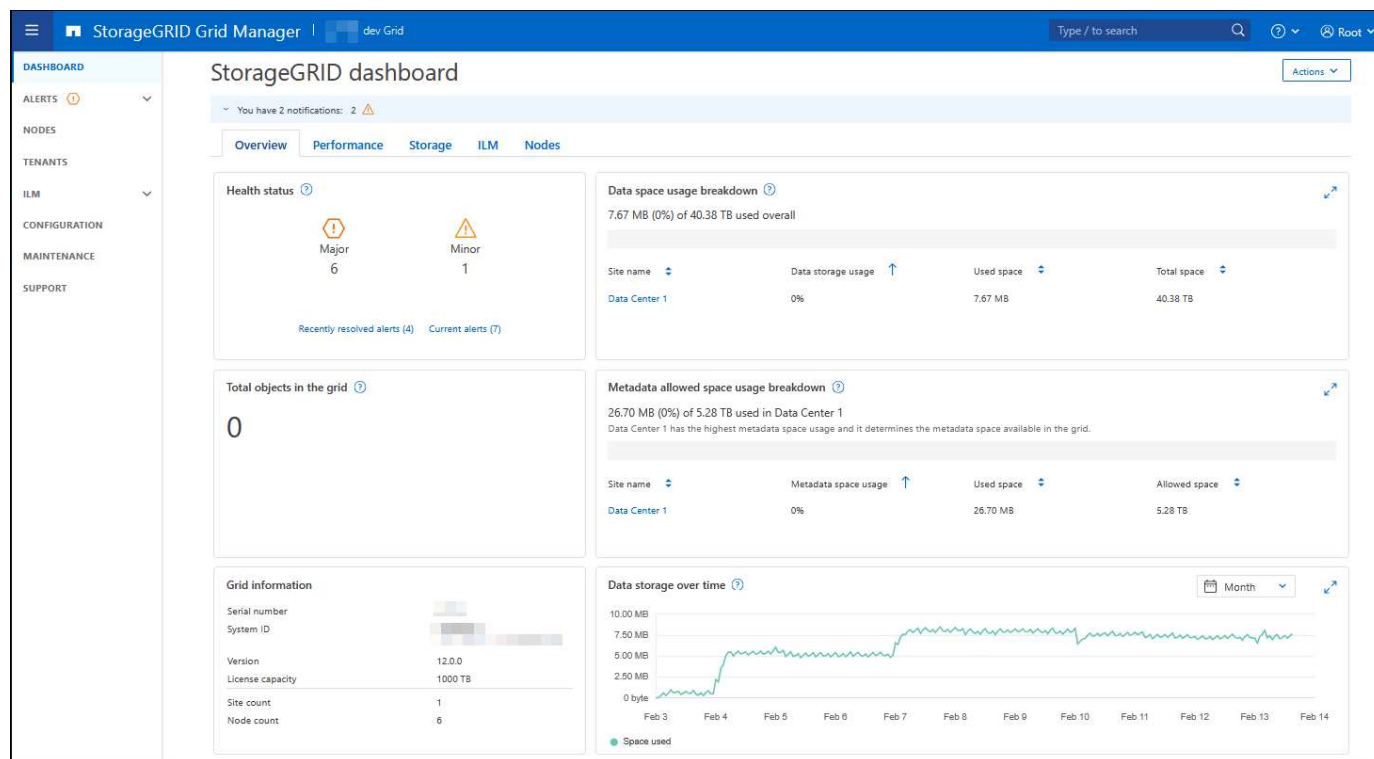 StorageGRID Grid Manager | dev Grid Type / to search Root
DASHBOARD
ALERTS
NODES
TENANTS
ILM
CONFIGURATION
MAINTENANCE
SUPPORT
StorageGRID dashboard
Actions
You have 2 notifications: 2
Overview Performance Storage ILM Nodes
Health status
Major Minor
6 1
Recently resolved alerts (4) Current alerts (7)
Data space usage breakdown
7.67 MB (0%) of 40.38 TB used overall
Site name Data storage usage Used space Total space
Data Center 1 0% 7.67 MB 40.38 TB
Total objects in the grid
0
Metadata allowed space usage breakdown
26.70 MB (0%) of 5.28 TB used in Data Center 1
Data Center 1 has the highest metadata space usage and it determines the metadata space available in the grid.
Site name Metadata space usage Used space Allowed space
Data Center 1 0% 26.70 MB 5.28 TB
Grid information
Serial number
System ID
Version 12.0.0
License capacity 1000 TB
Site count 1
Node count 6
Data storage over time
Month
10.00 MB
7.50 MB
5.00 MB
2.50 MB
0 byte
Feb 3 Feb 4 Feb 5 Feb 6 Feb 7 Feb 8 Feb 9 Feb 10 Feb 11 Feb 12 Feb 13 Feb 14
Space used